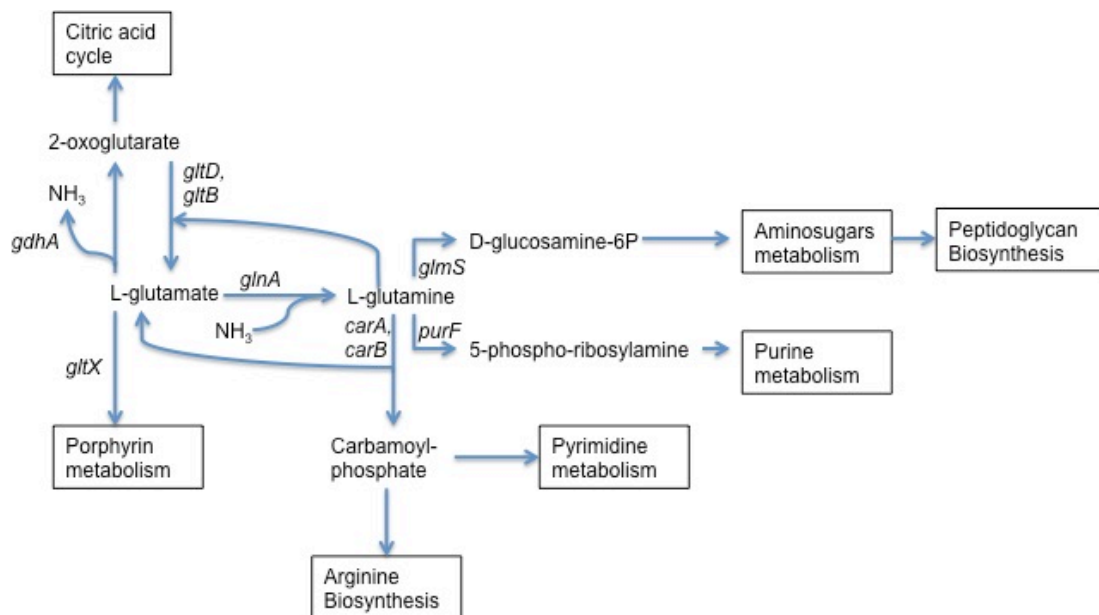 Citric acid
cycle
2-oxoglutarate
gltD,
gltB
NH₃
gdhA
D-glucosamine-6P
Aminosugars
metabolism
Peptidoglycan
Biosynthesis
glmS
L-glutamate
glnA
L-glutamine
NH₃
carA,
carB
purF
5-phospho-ribosylamine
Purine
metabolism
gltX
Porphyrin
metabolism
Carbamoyl-
phosphate
Pyrimidine
metabolism
Arginine
Biosynthesis